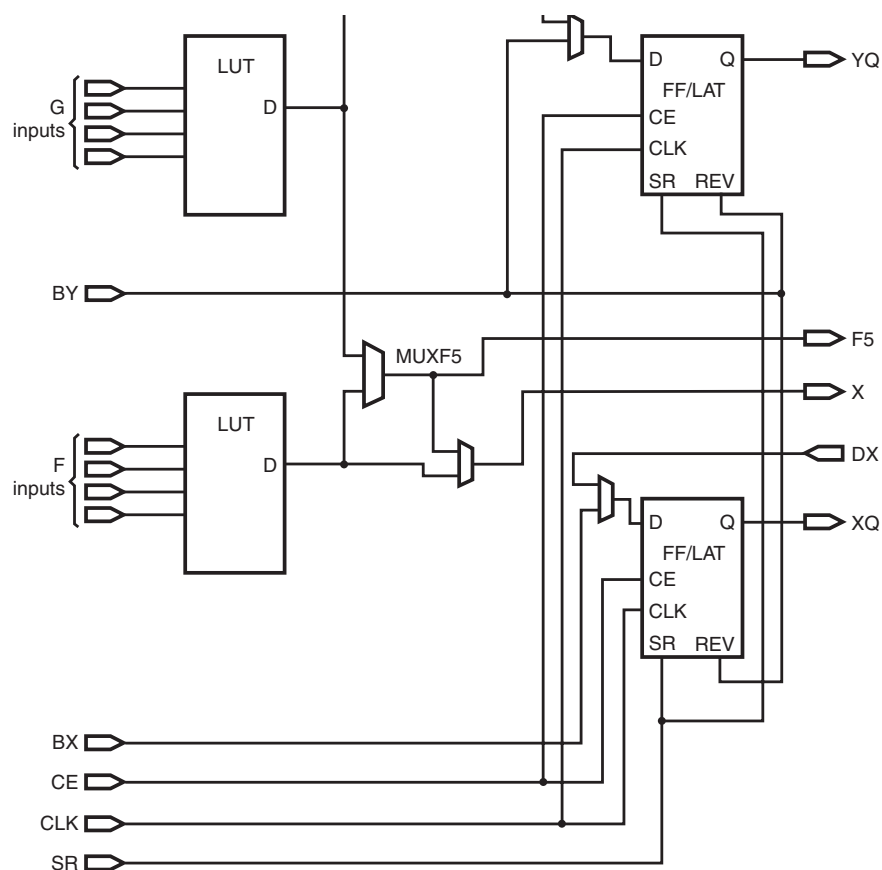 LUT
D
G
inputs
D
Q
YQ
FF/LAT
CE
CLK
SR REV
BY
MUXF5
F5
X
LUT
D
F
inputs
DX
D
Q
XQ
FF/LAT
CE
CLK
SR REV
BX
CE
CLK
SR